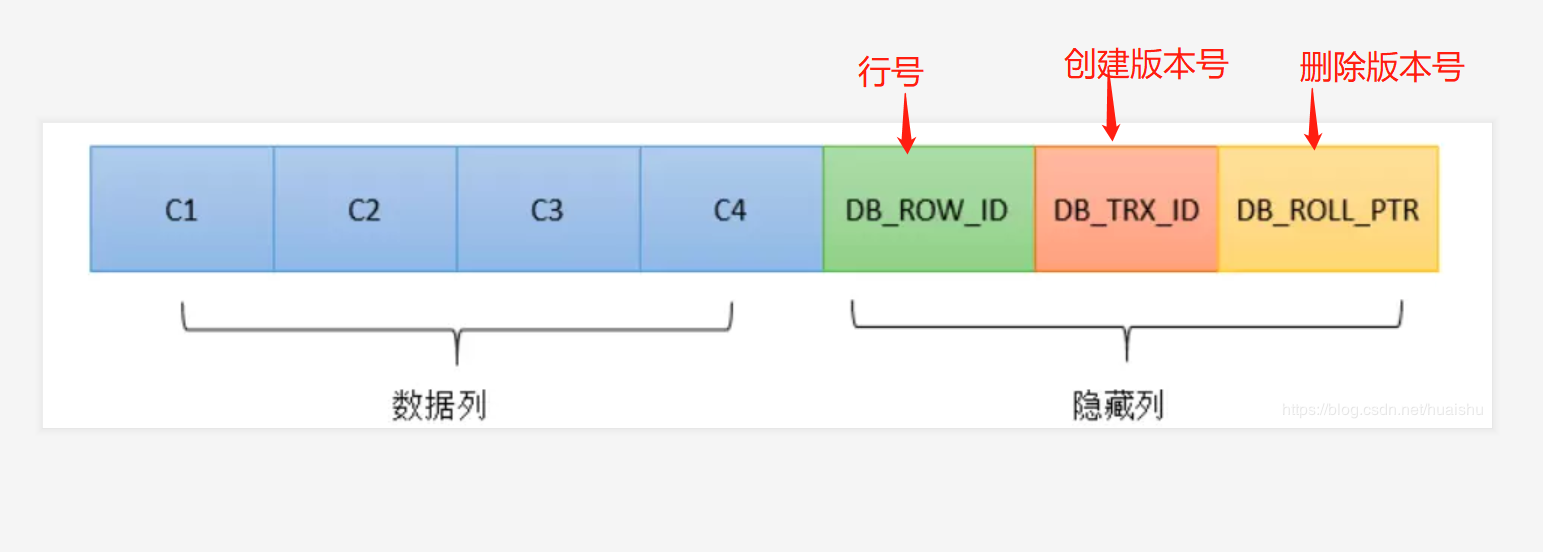 行号
创建版本号
删除版本号
C1
C2
C3
C4
DB_ROW_ID
DB_TRX_ID
DB_ROLL_PTR
数据列
隐藏列
https://blog.csdn.net/huaishu